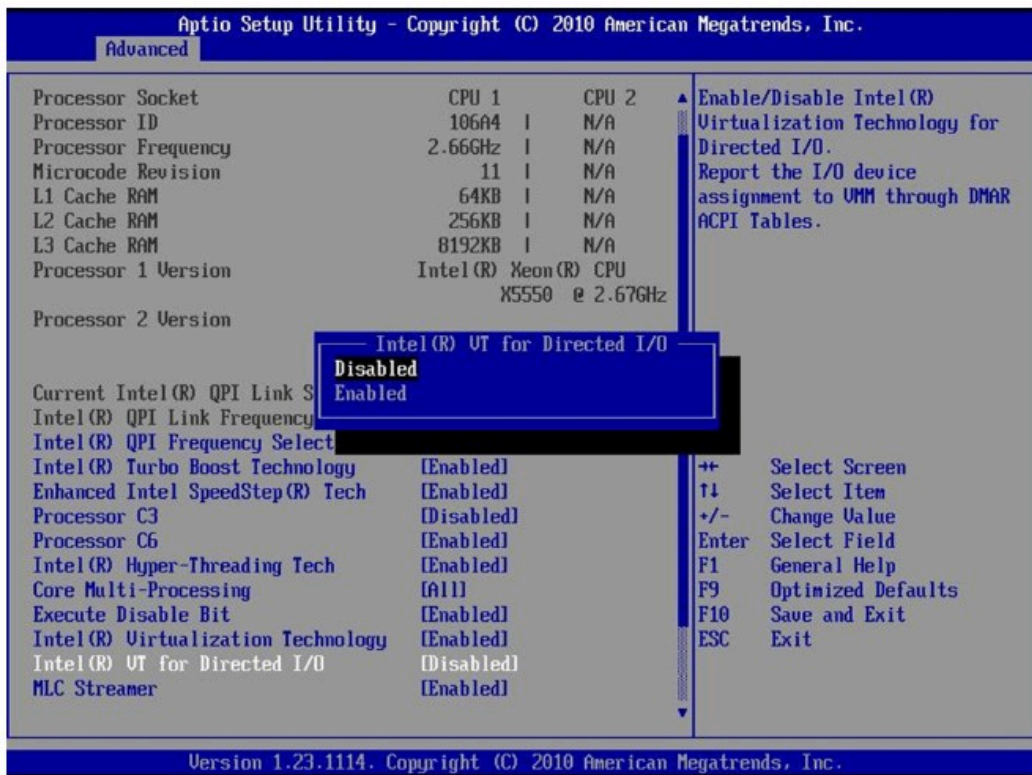 Aptio Setup Utility - Copyright (C) 2010 American Megatrends, Inc.
Advanced
Processor Socket CPU 1 CPU 2
Processor ID 106A4 | N/A
Processor Frequency 2.66GHz | N/A
Microcode Revision 11 | N/A
L1 Cache RAM 64KB | N/A
L2 Cache RAM 256KB | N/A
L3 Cache RAM 8192KB | N/A
Processor 1 Version Intel(R) Xeon(R) CPU
X5550 @ 2.67GHz
Processor 2 Version
Current Intel(R) QPI Link S
Intel(R) QPI Link Frequency
Intel(R) QPI Frequency Select
Intel(R) Turbo Boost Technology [Enabled]
Enhanced Intel SpeedStep(R) Tech [Enabled]
Processor C3 [Disabled]
Processor C6 [Enabled]
Intel(R) Hyper-Threading Tech [Enabled]
Core Multi-Processing [All]
Execute Disable Bit [Enabled]
Intel(R) Virtualization Technology [Enabled]
Intel(R) VT for Directed I/O [Disabled]
MLC Streamer [Enabled]
Intel(R) VT for Directed I/O
Disabled
Enabled
Enable/Disable Intel(R)
Virtualization Technology for
Directed I/O.
Report the I/O device
assignment to VMM through DMAR
ACPI Tables.
→← Select Screen
↑↓ Select Item
+/- Change Value
Enter Select Field
F1 General Help
F9 Optimized Defaults
F10 Save and Exit
ESC Exit
Version 1.23.1114. Copyright (C) 2010 American Megatrends, Inc.